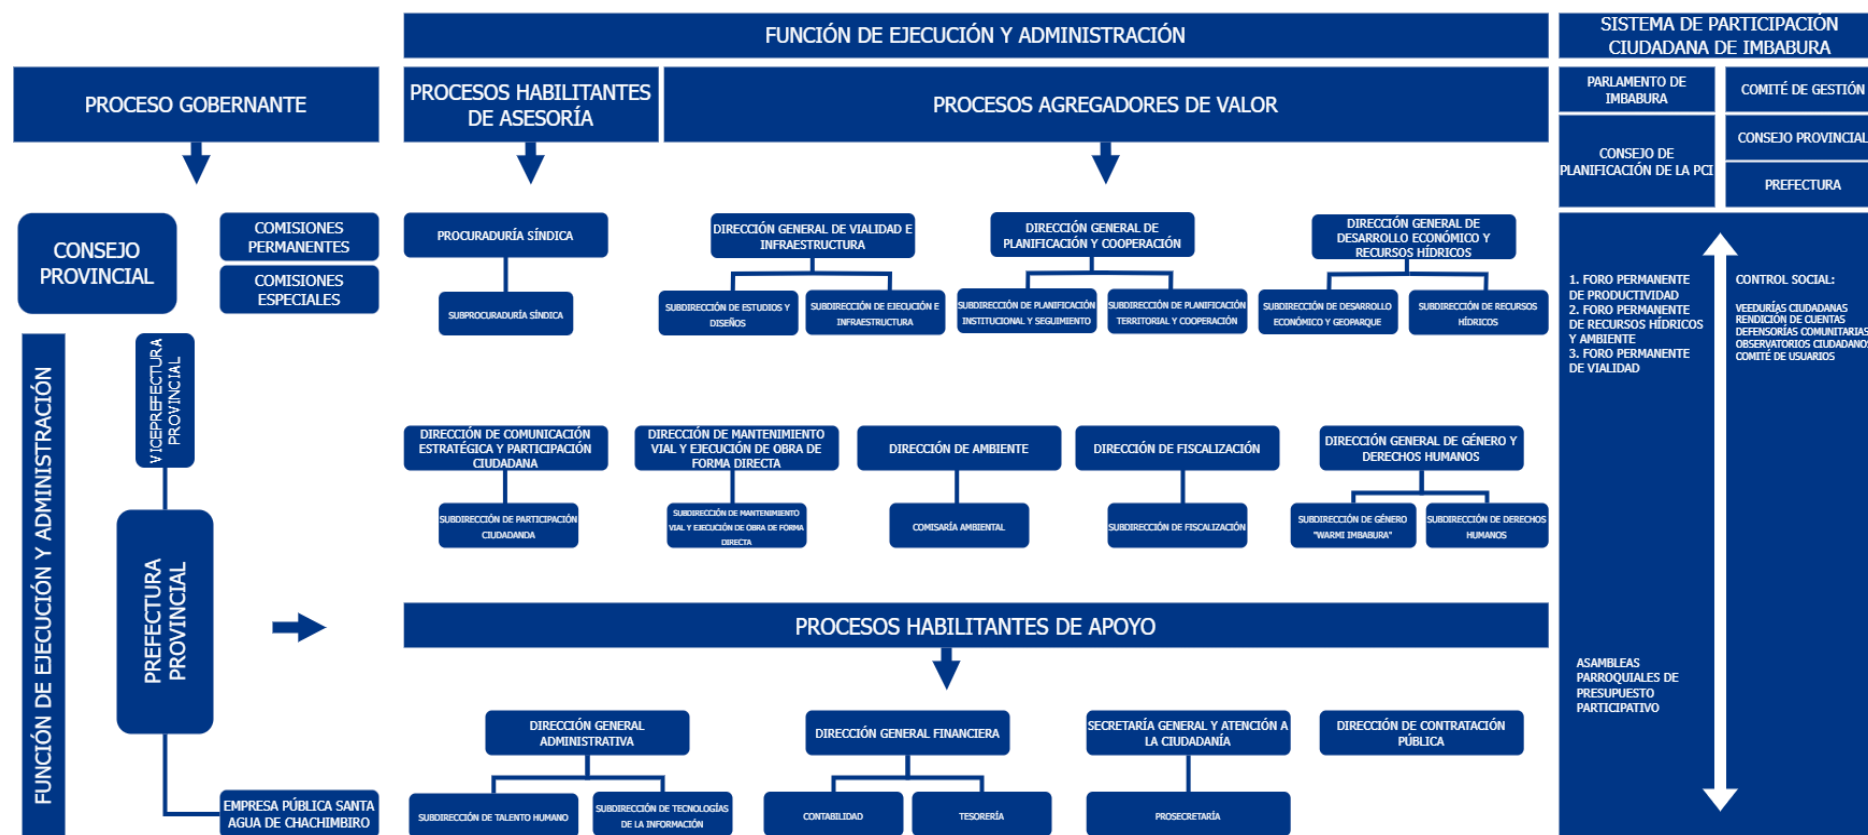 FUNCIÓN DE EJECUCIÓN Y ADMINISTRACIÓN
SISTEMA DE PARTICIPACIÓN
CIUDADANA DE IMBABURA
PROCESO GOBERNANTE
PROCESOS HABILITANTES
DE ASESORÍA
PROCESOS AGREGADORES DE VALOR
PARLAMENTO DE
IMBABURA
COMITÉ DE GESTIÓN
CONSEJO DE
PLANIFICACIÓN DE LA PCI
CONSEJO PROVINCIAL
PREFECTURA
CONSEJO
PROVINCIAL
COMISIONES
PERMANENTES
COMISIONES
ESPECIALES
PROCURADURÍA SÍNDICA
SUBPROCURADURÍA SÍNDICA
DIRECCIÓN GENERAL DE VIALIDAD E
INFRAESTRUCTURA
SUBDIRECCIÓN DE ESTUDIOS Y
DISEÑOS
SUBDIRECCIÓN DE EJECUCIÓN E
INFRAESTRUCTURA
DIRECCIÓN GENERAL DE
PLANIFICACIÓN Y COOPERACIÓN
SUBDIRECCIÓN DE PLANIFICACIÓN
INSTITUCIONAL Y SEGUIMIENTO
SUBDIRECCIÓN DE PLANIFICACIÓN
TERRITORIAL Y COOPERACIÓN
DIRECCIÓN GENERAL DE
DESARROLLO ECONÓMICO Y
RECURSOS HÍDRICOS
SUBDIRECCIÓN DE DESARROLLO
ECONÓMICO Y GEOPARQUE
SUBDIRECCIÓN DE RECURSOS
HÍDRICOS
1. FORO PERMANENTE
DE PRODUCTIVIDAD
2. FORO PERMANENTE
DE RECURSOS HÍDRICOS
Y AMBIENTE
3. FORO PERMANENTE
DE VIALIDAD
CONTROL SOCIAL:
VEEDURÍAS CIUDADANAS
RENDICIÓN DE CUENTAS
DEFENSORÍAS COMUNITARIAS
OBSERVATORIOS CIUDADANOS
COMITÉ DE USUARIOS
FUNCIÓN DE EJECUCIÓN Y ADMINISTRACIÓN
VICEPREFECTURA
PROVINCIAL
PREFECTURA
PROVINCIAL
DIRECCIÓN DE COMUNICACIÓN
ESTRATÉGICA Y PARTICIPACIÓN
CIUDADANA
SUBDIRECCIÓN DE PARTICIPACIÓN
CIUDADANDA
DIRECCIÓN DE MANTENIMIENTO
VIAL Y EJECUCIÓN DE OBRA DE
FORMA DIRECTA
SUBDIRECCIÓN DE MANTENIMIENTO
VIAL Y EJECUCIÓN DE OBRA DE FORMA
DIRECTA
DIRECCIÓN DE AMBIENTE
COMISARÍA AMBIENTAL
DIRECCIÓN DE FISCALIZACIÓN
SUBDIRECCIÓN DE FISCALIZACIÓN
DIRECCIÓN GENERAL DE GÉNERO Y
DERECHOS HUMANOS
SUBDIRECCIÓN DE GÉNERO
"WARMI IMBABURA"
SUBDIRECCIÓN DE DERECHOS
HUMANOS
PROCESOS HABILITANTES DE APOYO
ASAMBLEAS
PARROQUIALES DE
PRESUPUESTO
PARTICIPATIVO
DIRECCIÓN GENERAL
ADMINISTRATIVA
SUBDIRECCIÓN DE TALENTO HUMANO
SUBDIRECCIÓN DE TECNOLOGÍAS
DE LA INFORMACIÓN
DIRECCIÓN GENERAL FINANCIERA
CONTABILIDAD
TESORERÍA
SECRETARÍA GENERAL Y ATENCIÓN A
LA CIUDADANÍA
PROSECRETARÍA
DIRECCIÓN DE CONTRATACIÓN
PÚBLICA
EMPRESA PÚBLICA SANTA
AGUA DE CHACHIMBIRO